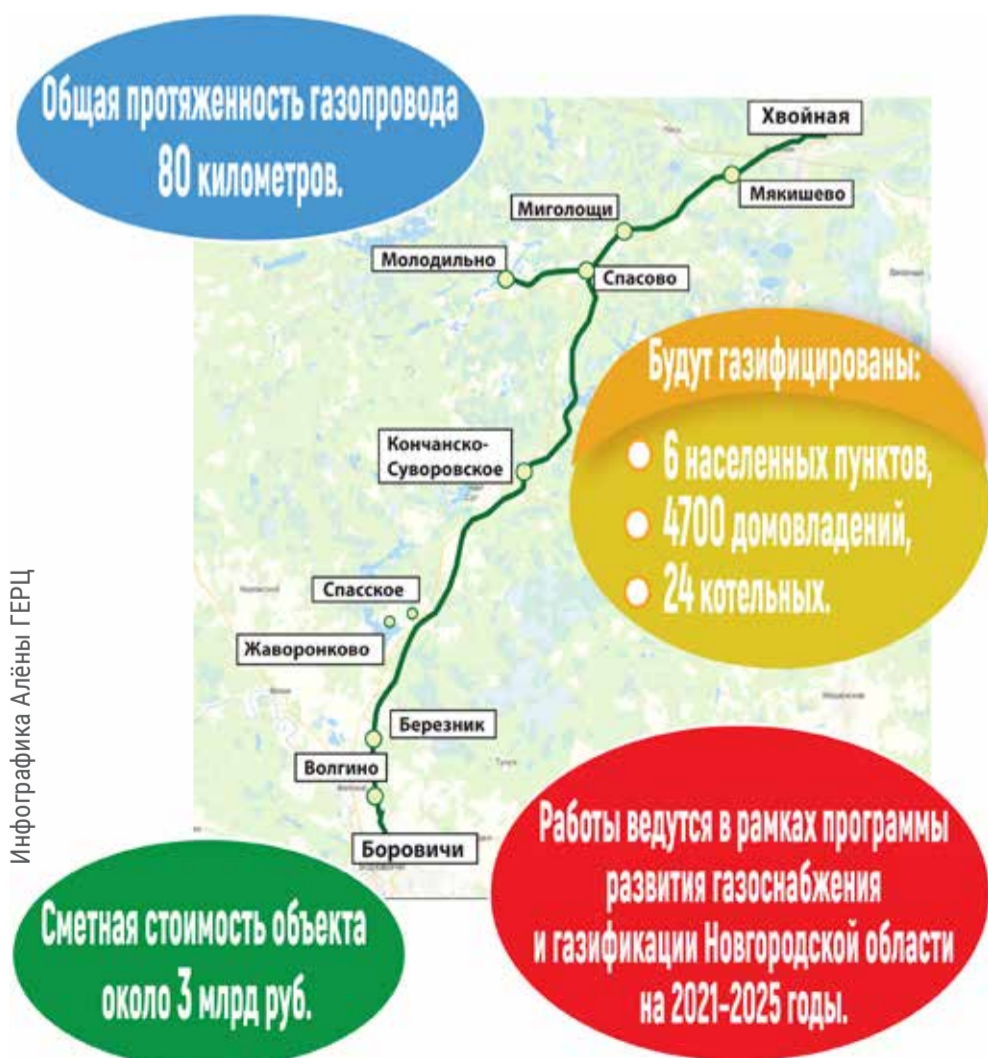 Общая протяженность газопровода
80 километров.
Хвойная
Мякишево
Миголощи
Молодильно
Спасово
Будут газифицированы:
6 населенных пунктов,
4700 домовладений,
24 котельных.
Кончанско-
Суворовское
Спасское
Жаворонково
Березник
Волгино
Боровичи
Инфографика Алёны ГЕРЦ
Сметная стоимость объекта
около 3 млрд руб.
Работы ведутся в рамках программы
развития газоснабжения
и газификации Новгородской области
на 2021–2025 годы.